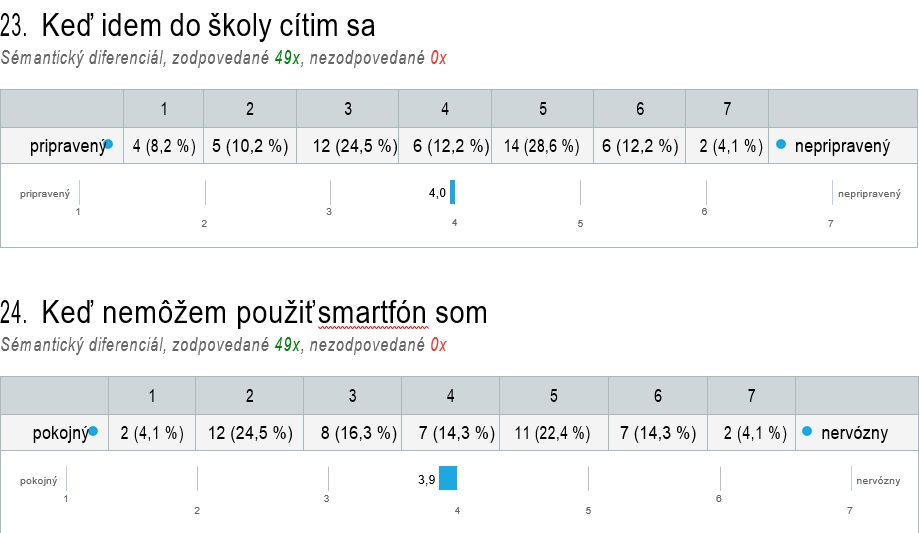 23. Keď idem do školy cítim sa
Sémantický diferenciál, zodpovedané 49x, nezodpovedané 0x
1 2 3 4 5 6 7
pripravený 4 (8,2 %) 5 (10,2 %) 12 (24,5 %) 6 (12,2 %) 14 (28,6 %) 6 (12,2 %) 2 (4,1 %) nepripravený
pripravený 4,0 nepripravený
1 3 5 6
2 4 7
24. Keď nemôžem použiť smartfón som
Sémantický diferenciál, zodpovedané 49x, nezodpovedané 0x
1 2 3 4 5 6 7
pokojný 2 (4,1 %) 12 (24,5 %) 8 (16,3 %) 7 (14,3 %) 11 (22,4 %) 7 (14,3 %) 2 (4,1 %) nervózny
pokojný 3,9 nervózny
1 3 6
2 4 5 7